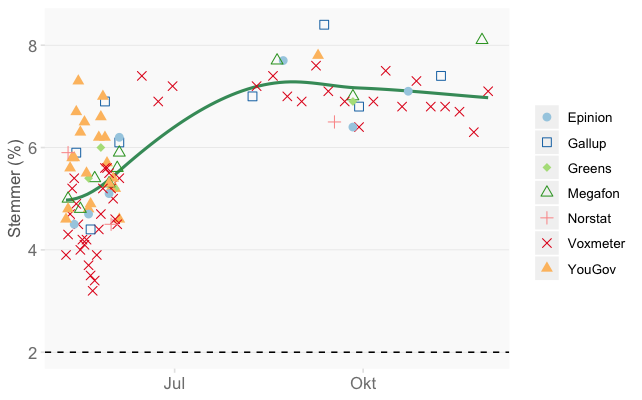 Stemmer (%)
8
6
4
2
Jul
Okt
Epinion
Gallup
Greens
Megafon
Norstat
Voxmeter
YouGov